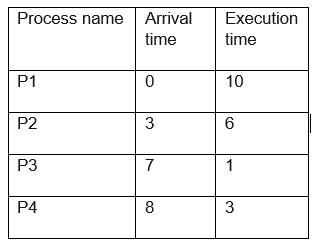 Process name Arrival time Execution time
P1 0 10
P2 3 6
P3 7 1
P4 8 3